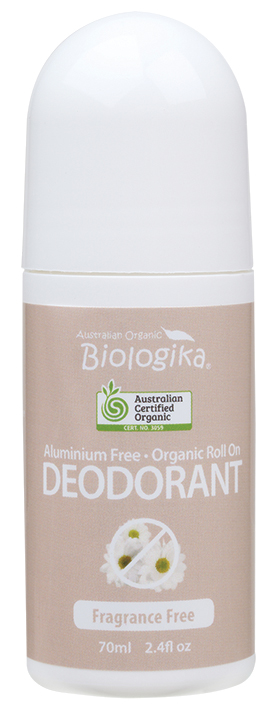 Australian Organic
Biologika®
Australian
Certified
Organic
CERT. NO. 3059
Aluminium Free • Organic Roll On
DEODORANT
Fragrance Free
70ml 2.4fl oz